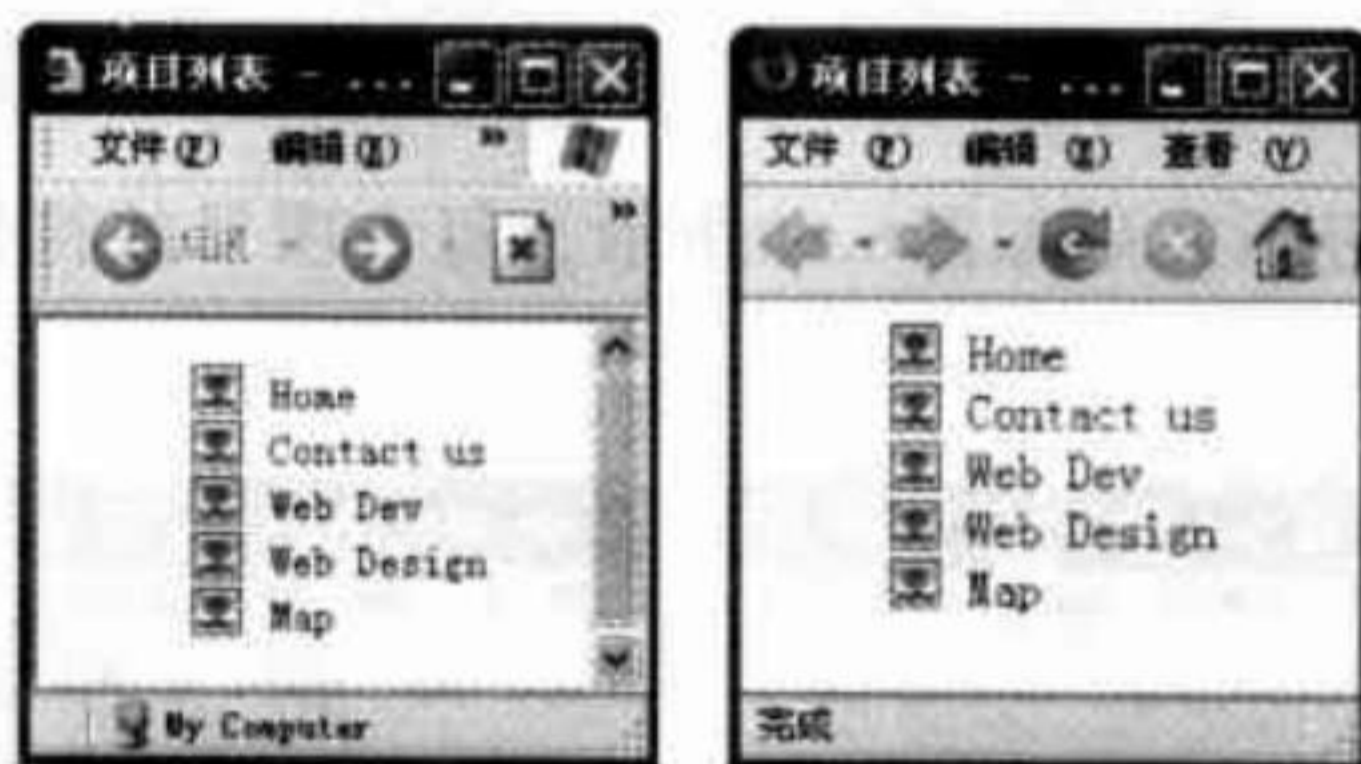 项目列表 - ...
文件(F) 编辑(E) »
»
Home
Contact us
Web Dev
Web Design
Map
My Computer
项目列表 - ...
文件 (F) 编辑 (E) 查看 (V)
Home
Contact us
Web Dev
Web Design
Map
完成